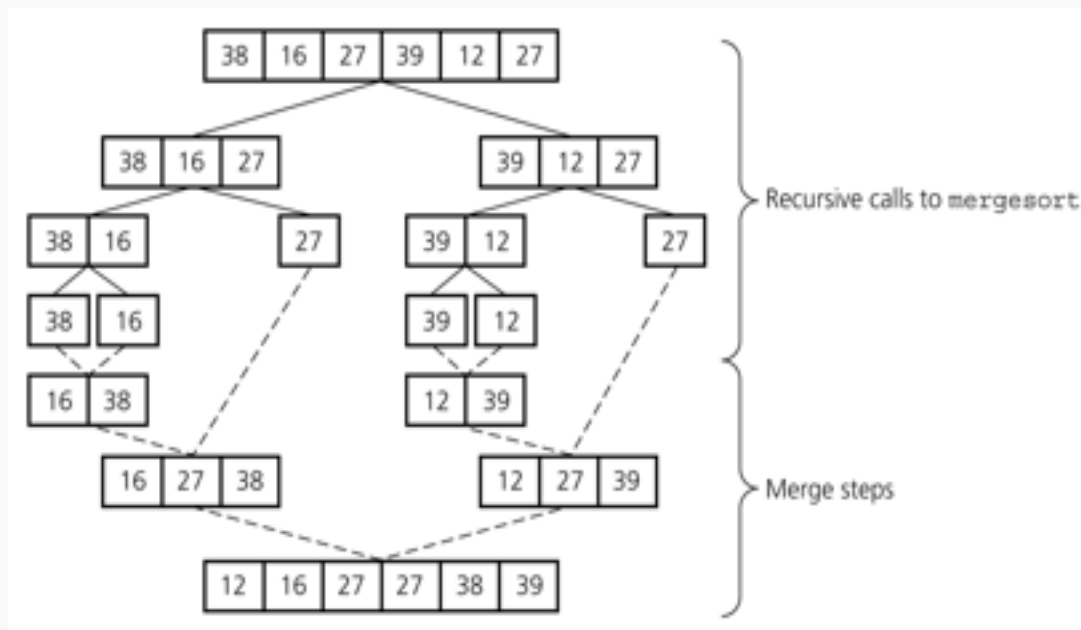 38 16 27 39 12 27
38 16 27 39 12 27
Recursive calls to mergesort
38 16 27 39 12 27
38 16 39 12
16 38 12 39
16 27 38 12 27 39
Merge steps
12 16 27 27 38 39